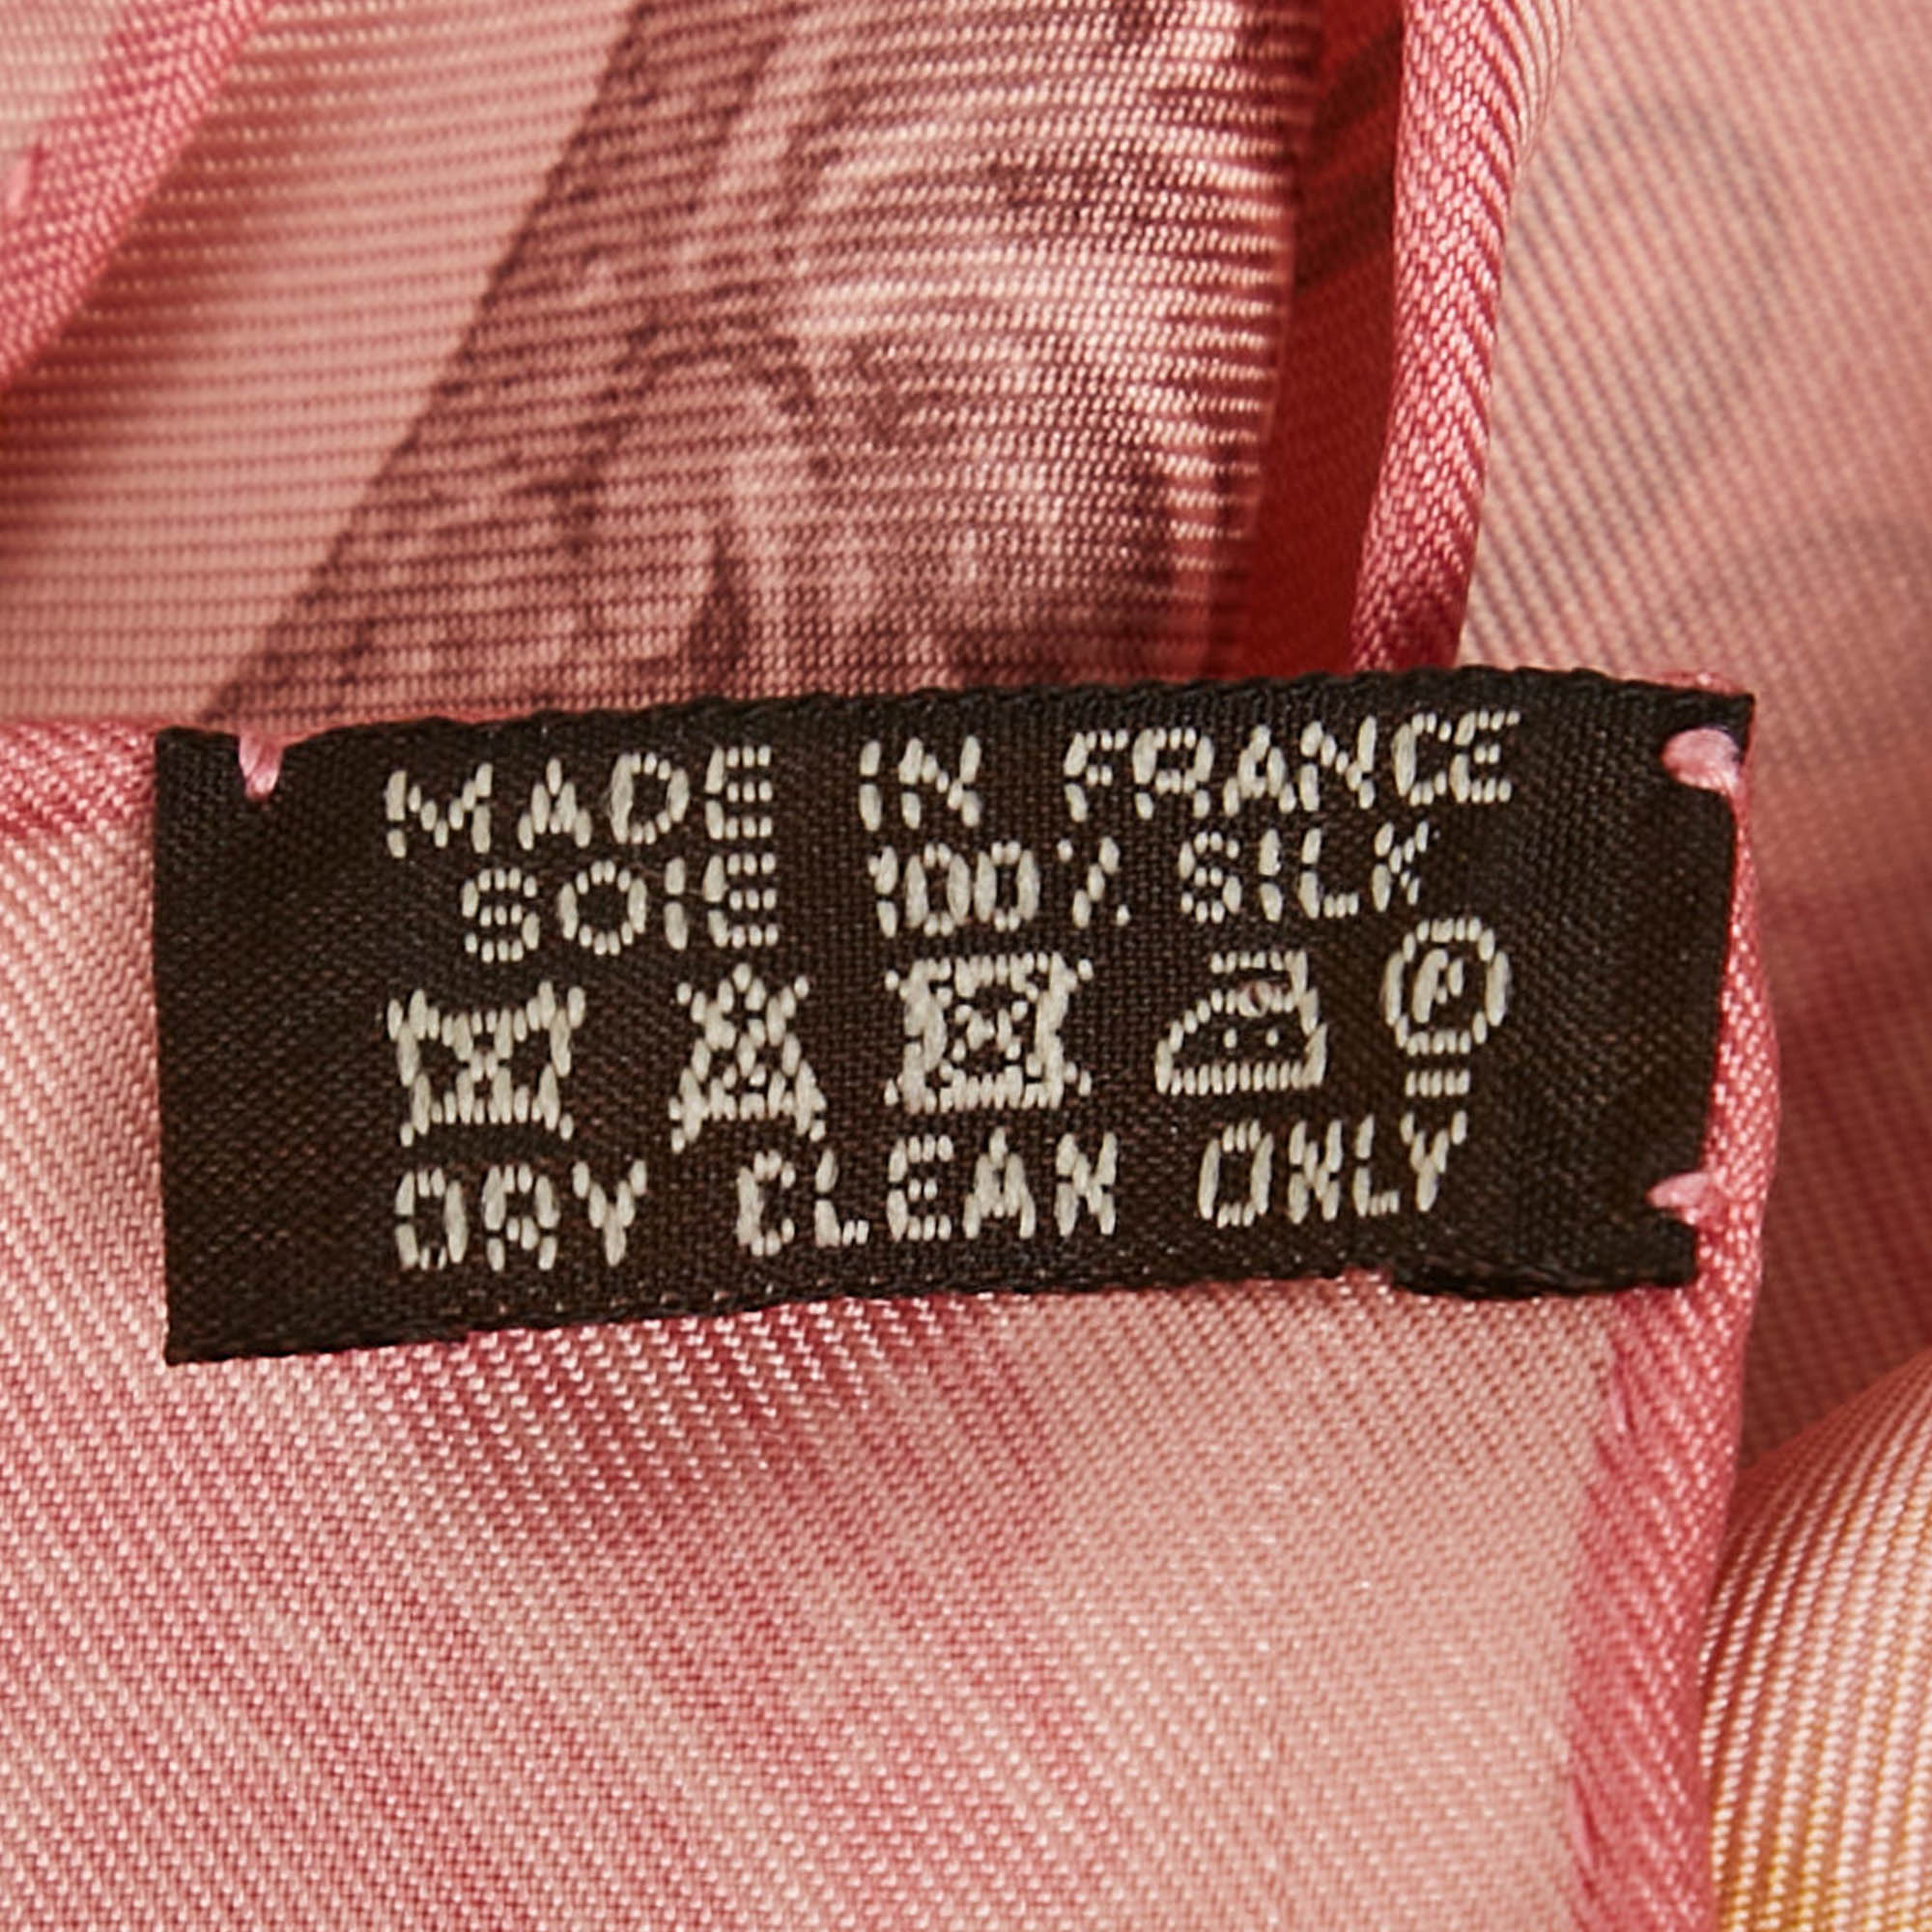 MADE IN FRANCE
SOIE 100% SILK
P
DRY CLEAN ONLY